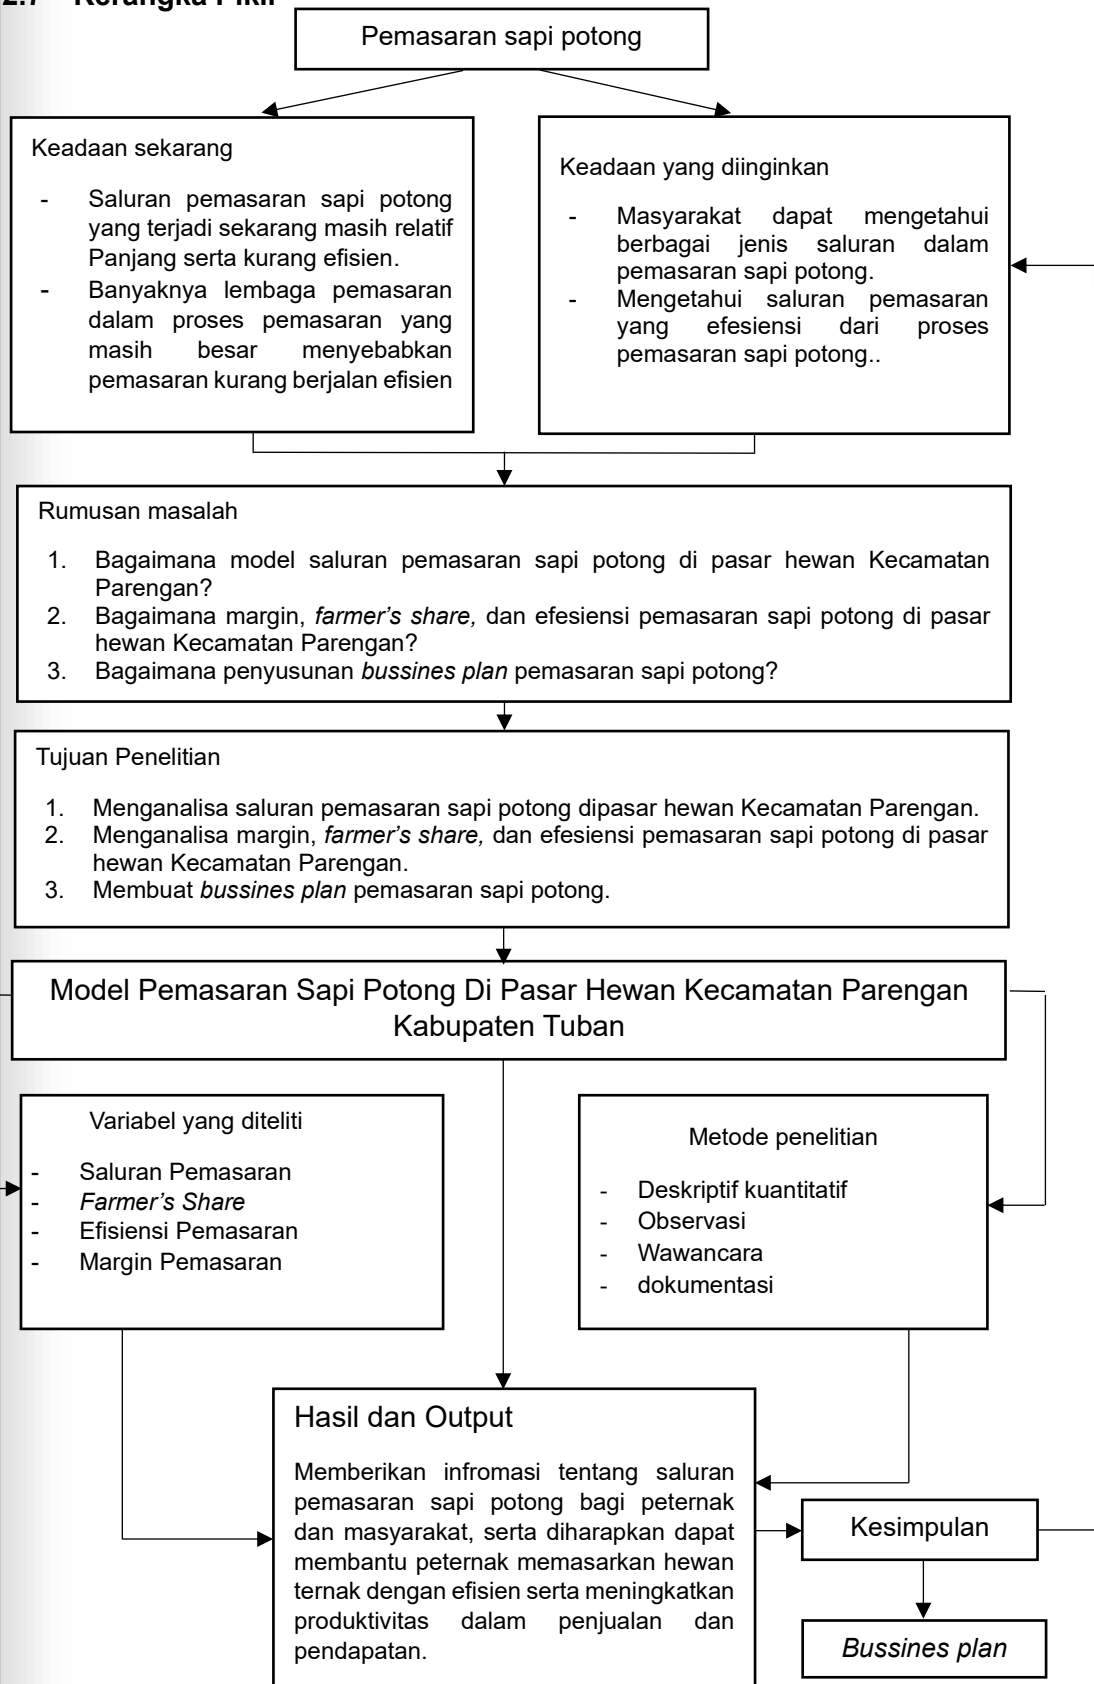 Pemasaran sapi potong
Keadaan sekarang
- Saluran pemasaran sapi potong
yang terjadi sekarang masih relatif
Panjang serta kurang efisien.
- Banyaknya lembaga pemasaran
dalam proses pemasaran yang
masih besar menyebabkan
pemasaran kurang berjalan efisien
Keadaan yang diinginkan
- Masyarakat dapat mengetahui
berbagai jenis saluran dalam
pemasaran sapi potong.
- Mengetahui saluran pemasaran
yang efesiensi dari proses
pemasaran sapi potong..
Rumusan masalah
1. Bagaimana model saluran pemasaran sapi potong di pasar hewan Kecamatan
Parengan?
2. Bagaimana margin, farmer's share, dan efesiensi pemasaran sapi potong di pasar
hewan Kecamatan Parengan?
3. Bagaimana penyusunan bussines plan pemasaran sapi potong?
Tujuan Penelitian
1. Menganalisa saluran pemasaran sapi potong dipasar hewan Kecamatan Parengan.
2. Menganalisa margin, farmer's share, dan efesiensi pemasaran sapi potong di pasar
hewan Kecamatan Parengan.
3. Membuat bussines plan pemasaran sapi potong.
Model Pemasaran Sapi Potong Di Pasar Hewan Kecamatan Parengan
Kabupaten Tuban
Variabel yang diteliti
- Saluran Pemasaran
- Farmer's Share
- Efisiensi Pemasaran
- Margin Pemasaran
Metode penelitian
- Deskriptif kuantitatif
- Observasi
- Wawancara
- dokumentasi
Hasil dan Output
Memberikan infromasi tentang saluran
pemasaran sapi potong bagi peternak
dan masyarakat, serta diharapkan dapat
membantu peternak memasarkan hewan
ternak dengan efisien serta meningkatkan
produktivitas dalam penjualan dan
pendapatan.
Kesimpulan
Bussines plan